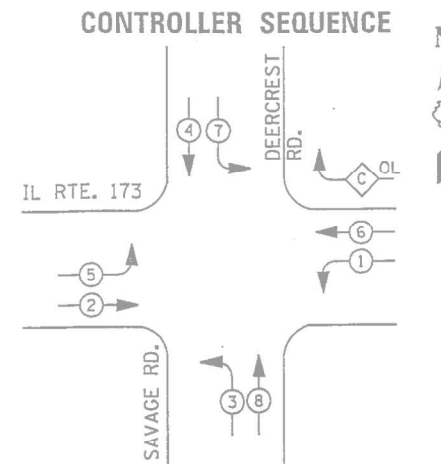 CONTROLLER SEQUENCE
DEERCREST
RD.
4
7
C
OL
IL RTE. 173
6
1
5
2
SAVAGE RD.
3
8